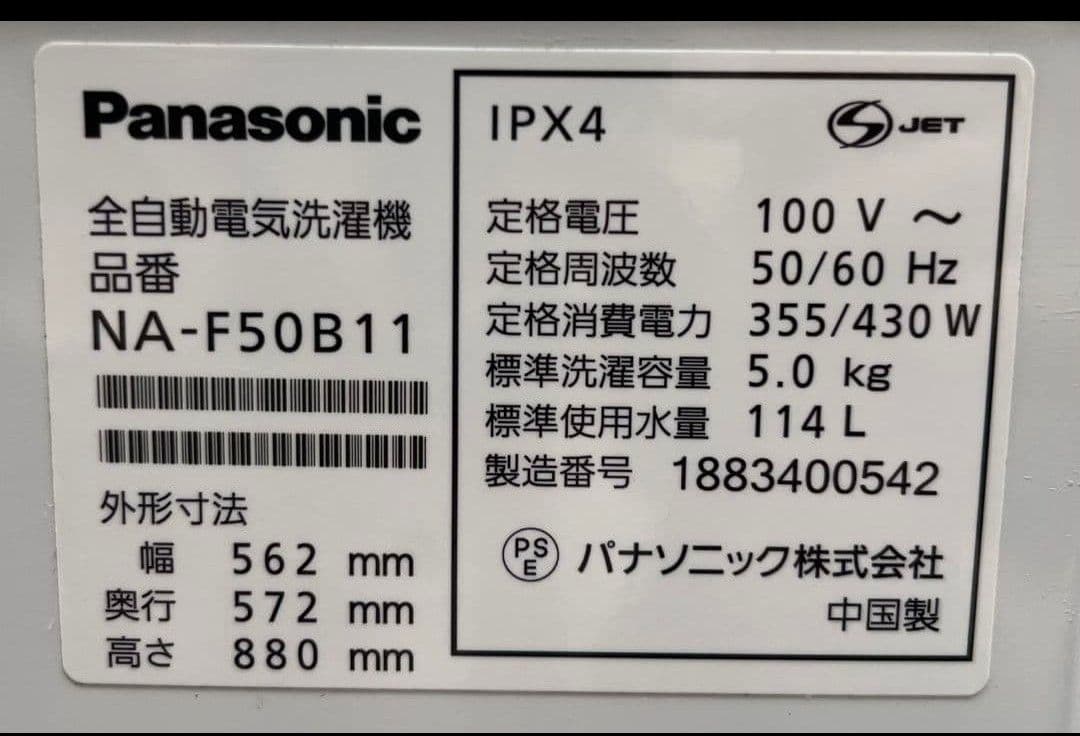 Panasonic
全自動電気洗濯機
品番
NA-F50B11
外形寸法
幅 562 mm
奥行 572 mm
高さ 880 mm
IPX4
S JET
定格電圧 100 V ～
定格周波数 50/60 Hz
定格消費電力 355/430 W
標準洗濯容量 5.0 kg
標準使用水量 114 L
製造番号 1883400542
PSE パナソニック株式会社
中国製